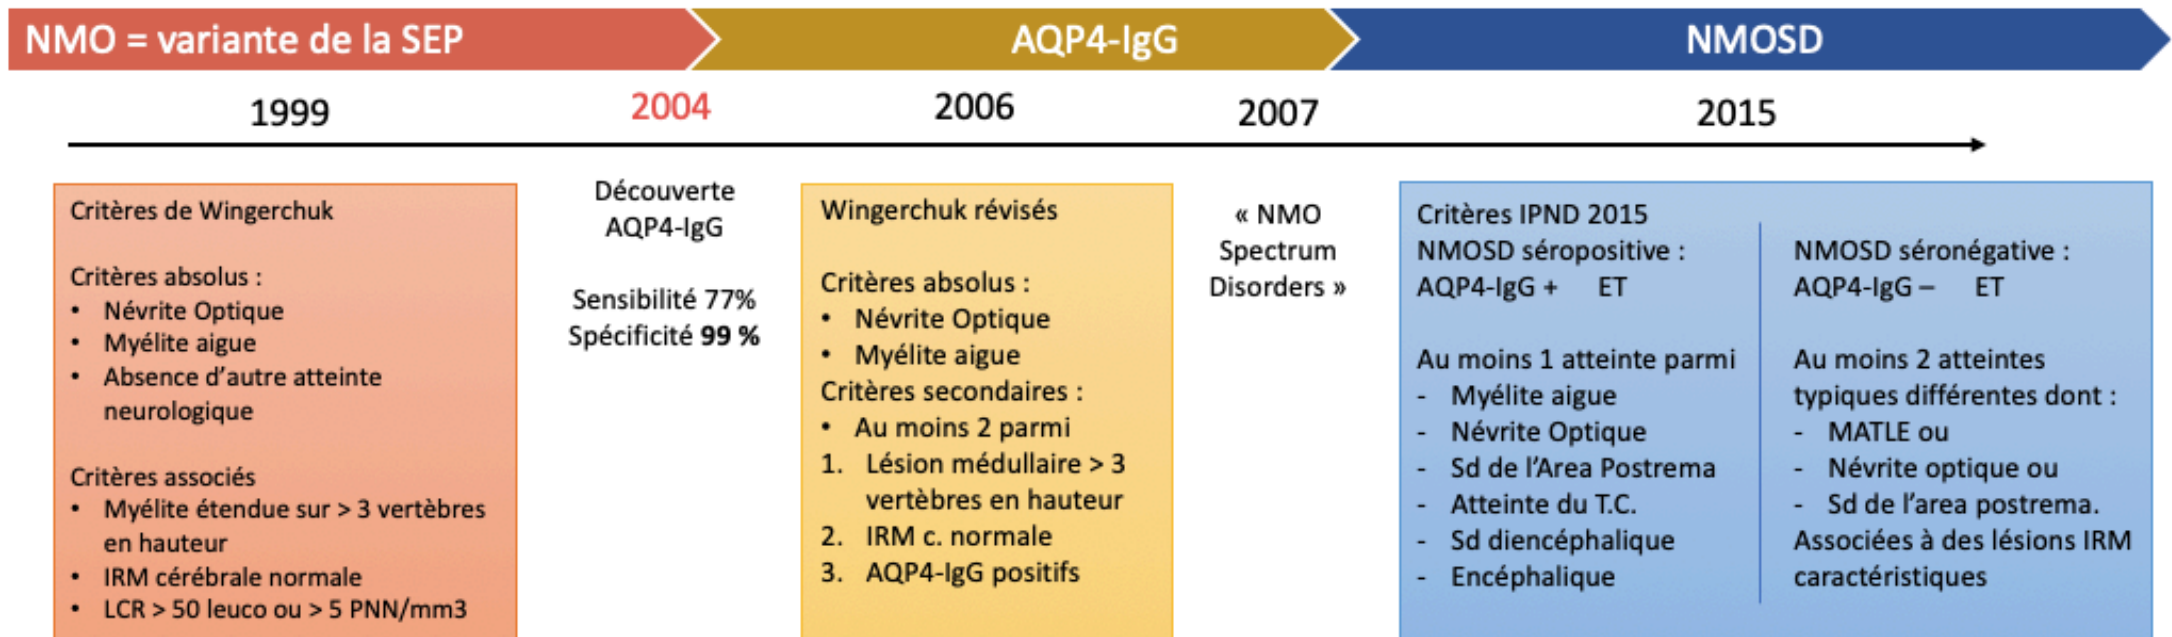 NMO = variante de la SEP
AQP4-IgG
NMOSD
1999
2004
2006
2007
2015
Critères de Wingerchuk
Critères absolus :
• Névrite Optique
• Myélite aigue
• Absence d'autre atteinte
neurologique
Critères associés
• Myélite étendue sur > 3 vertèbres
en hauteur
• IRM cérébrale normale
• LCR > 50 leuco ou > 5 PNN/mm3
Découverte
AQP4-IgG
Sensibilité 77%
Spécificité 99 %
Wingerchuk révisés
Critères absolus :
• Névrite Optique
• Myélite aigue
Critères secondaires :
• Au moins 2 parmi
1. Lésion médullaire > 3
vertèbres en hauteur
2. IRM c. normale
3. AQP4-IgG positifs
« NMO
Spectrum
Disorders »
Critères IPND 2015
NMOSD séropositive :
AQP4-IgG + ET
Au moins 1 atteinte parmi
- Myélite aigue
- Névrite Optique
- Sd de l'Area Postrema
- Atteinte du T.C.
- Sd diencéphalique
- Encéphalique
NMOSD séronégative :
AQP4-IgG – ET
Au moins 2 atteintes
typiques différentes dont :
- MATLE ou
- Névrite optique ou
- Sd de l'area postrema.
Associées à des lésions IRM
caractéristiques